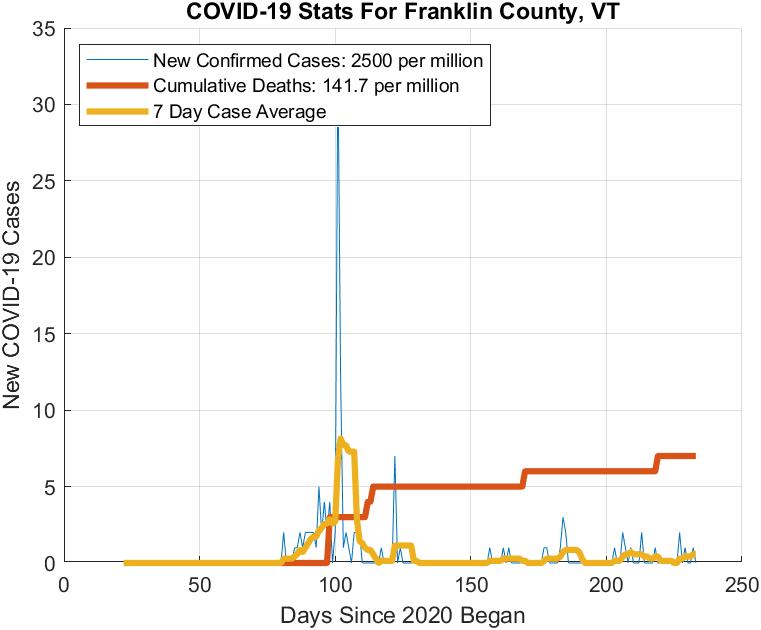 COVID-19 Stats For Franklin County, VT
New Confirmed Cases: 2500 per million
Cumulative Deaths: 141.7 per million
7 Day Case Average
New COVID-19 Cases
35
30
25
20
15
10
5
0
0 50 100 150 200 250
Days Since 2020 Began